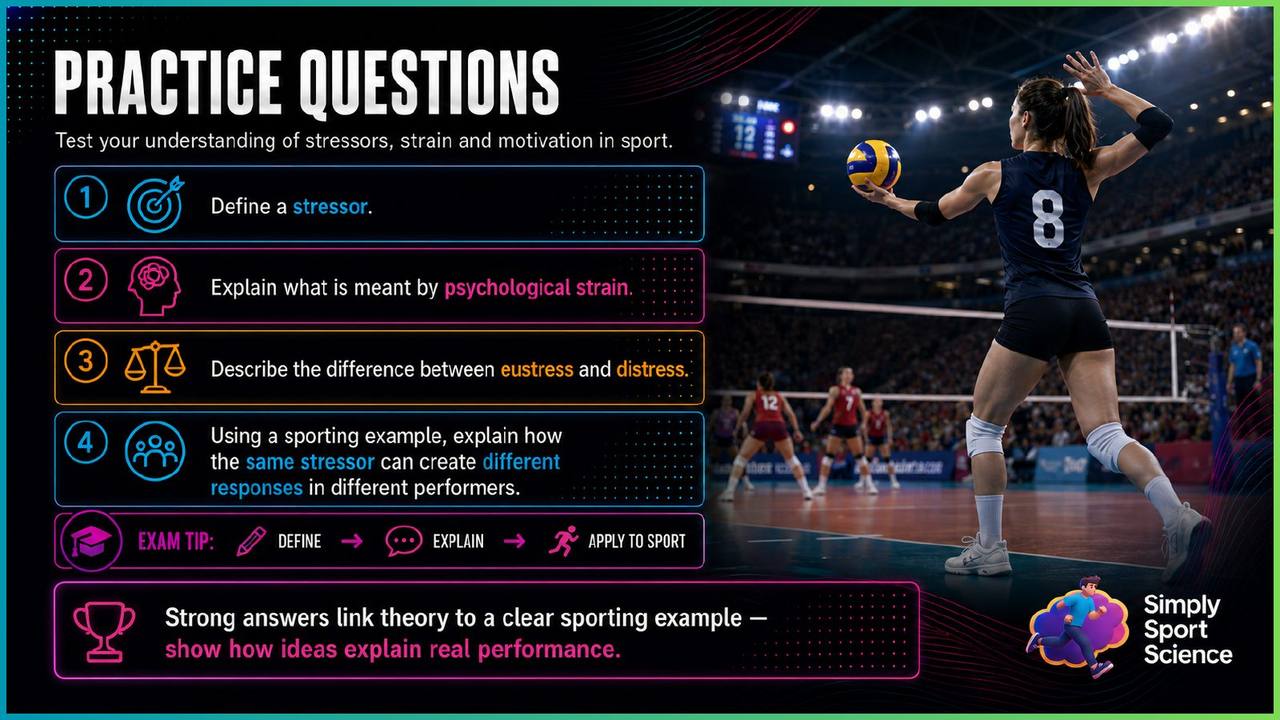 PRACTICE QUESTIONS
Test your understanding of stressors, strain and motivation in sport.
1
Define a stressor.
2
Explain what is meant by psychological strain.
3
Describe the difference between eustress and distress.
4
Using a sporting example, explain how
the same stressor can create different
responses in different performers.
EXAM TIP: DEFINE → EXPLAIN → APPLY TO SPORT
Strong answers link theory to a clear sporting example —
show how ideas explain real performance.
8
12
12
7
Simply
Sport
Science